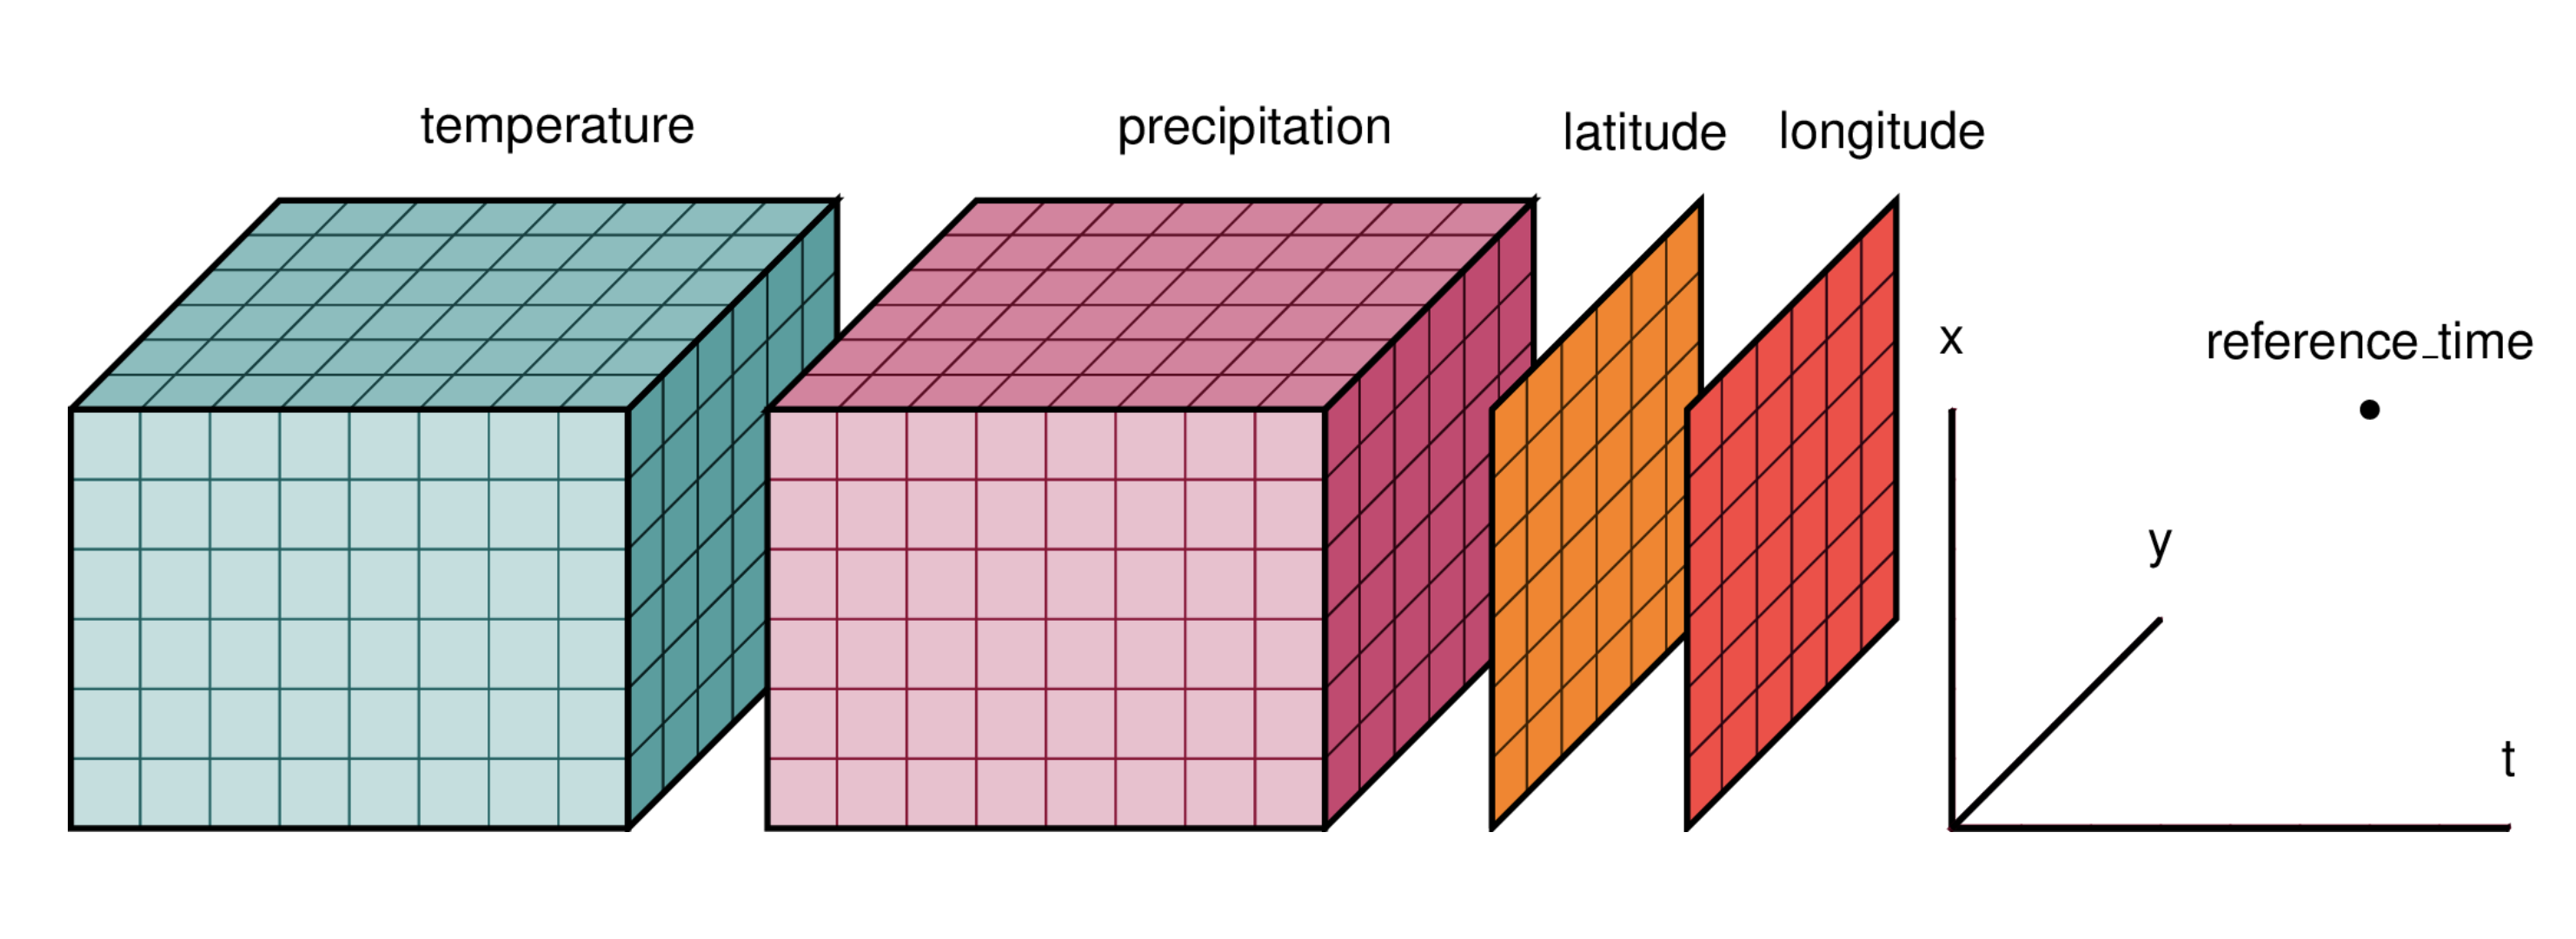 temperature
precipitation
latitude
longitude
x
reference_time
y
t